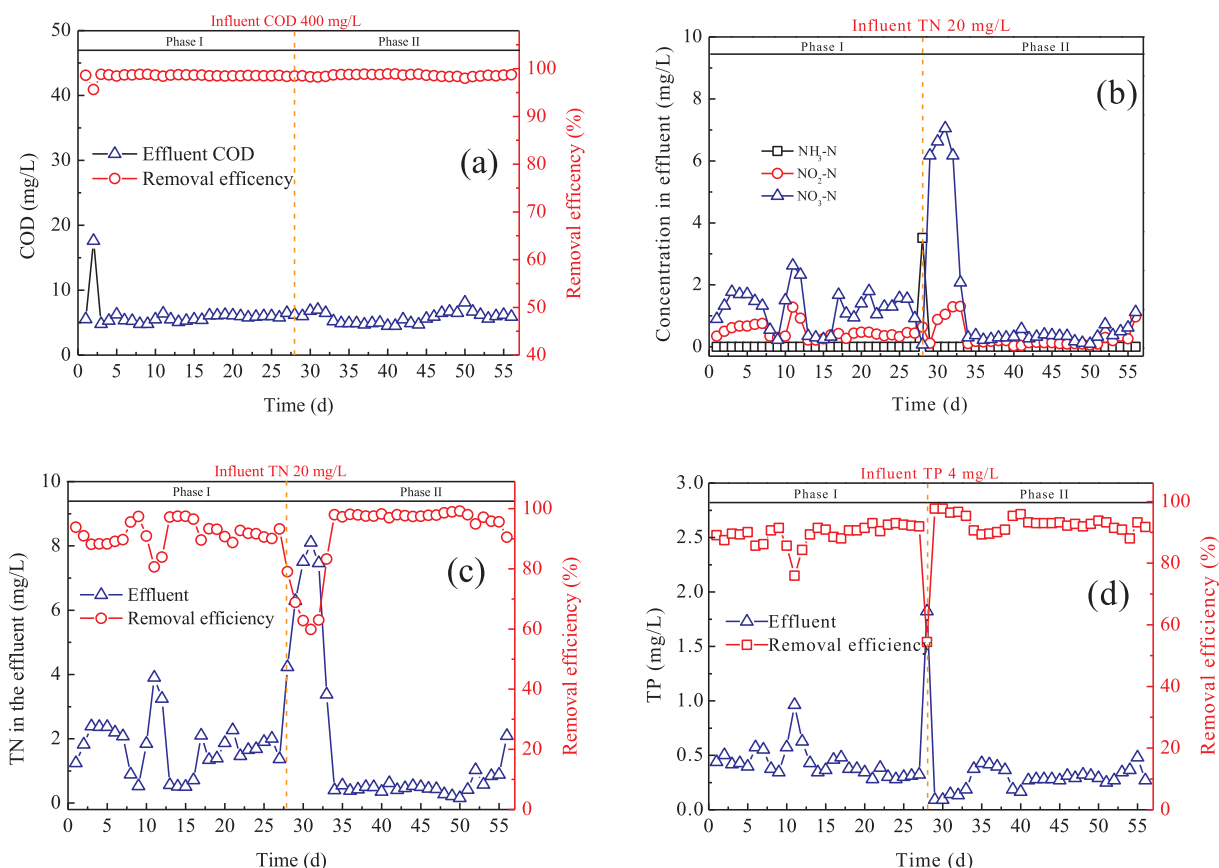 Influent COD 400 mg/L
Phase I Phase II
50
40
30
20
10
0
100
90
80
70
60
50
40
Effluent COD
Removal efficency
(a)
COD (mg/L)
Removal efficency (%)
0 5 10 15 20 25 30 35 40 45 50 55
Time (d)
Influent TN 20 mg/L
Phase I Phase II
10
8
6
4
2
0
NH3-N
NO2-N
NO3-N
(b)
Concentration in effluent (mg/L)
0 5 10 15 20 25 30 35 40 45 50 55
Time (d)
Influent TN 20 mg/L
Phase I Phase II
10
8
6
4
2
0
100
80
60
40
20
0
Effluent
Removal efficiency
(c)
TN in the effluent (mg/L)
Removal efficiency (%)
0 5 10 15 20 25 30 35 40 45 50 55
Time (d)
Influent TP 4 mg/L
Phase I Phase II
3.0
2.5
2.0
1.5
1.0
0.5
0.0
100
80
60
40
20
0
Effluent
Removal efficiency
(d)
TP (mg/L)
Removal efficiency (%)
0 5 10 15 20 25 30 35 40 45 50 55
Time (d)